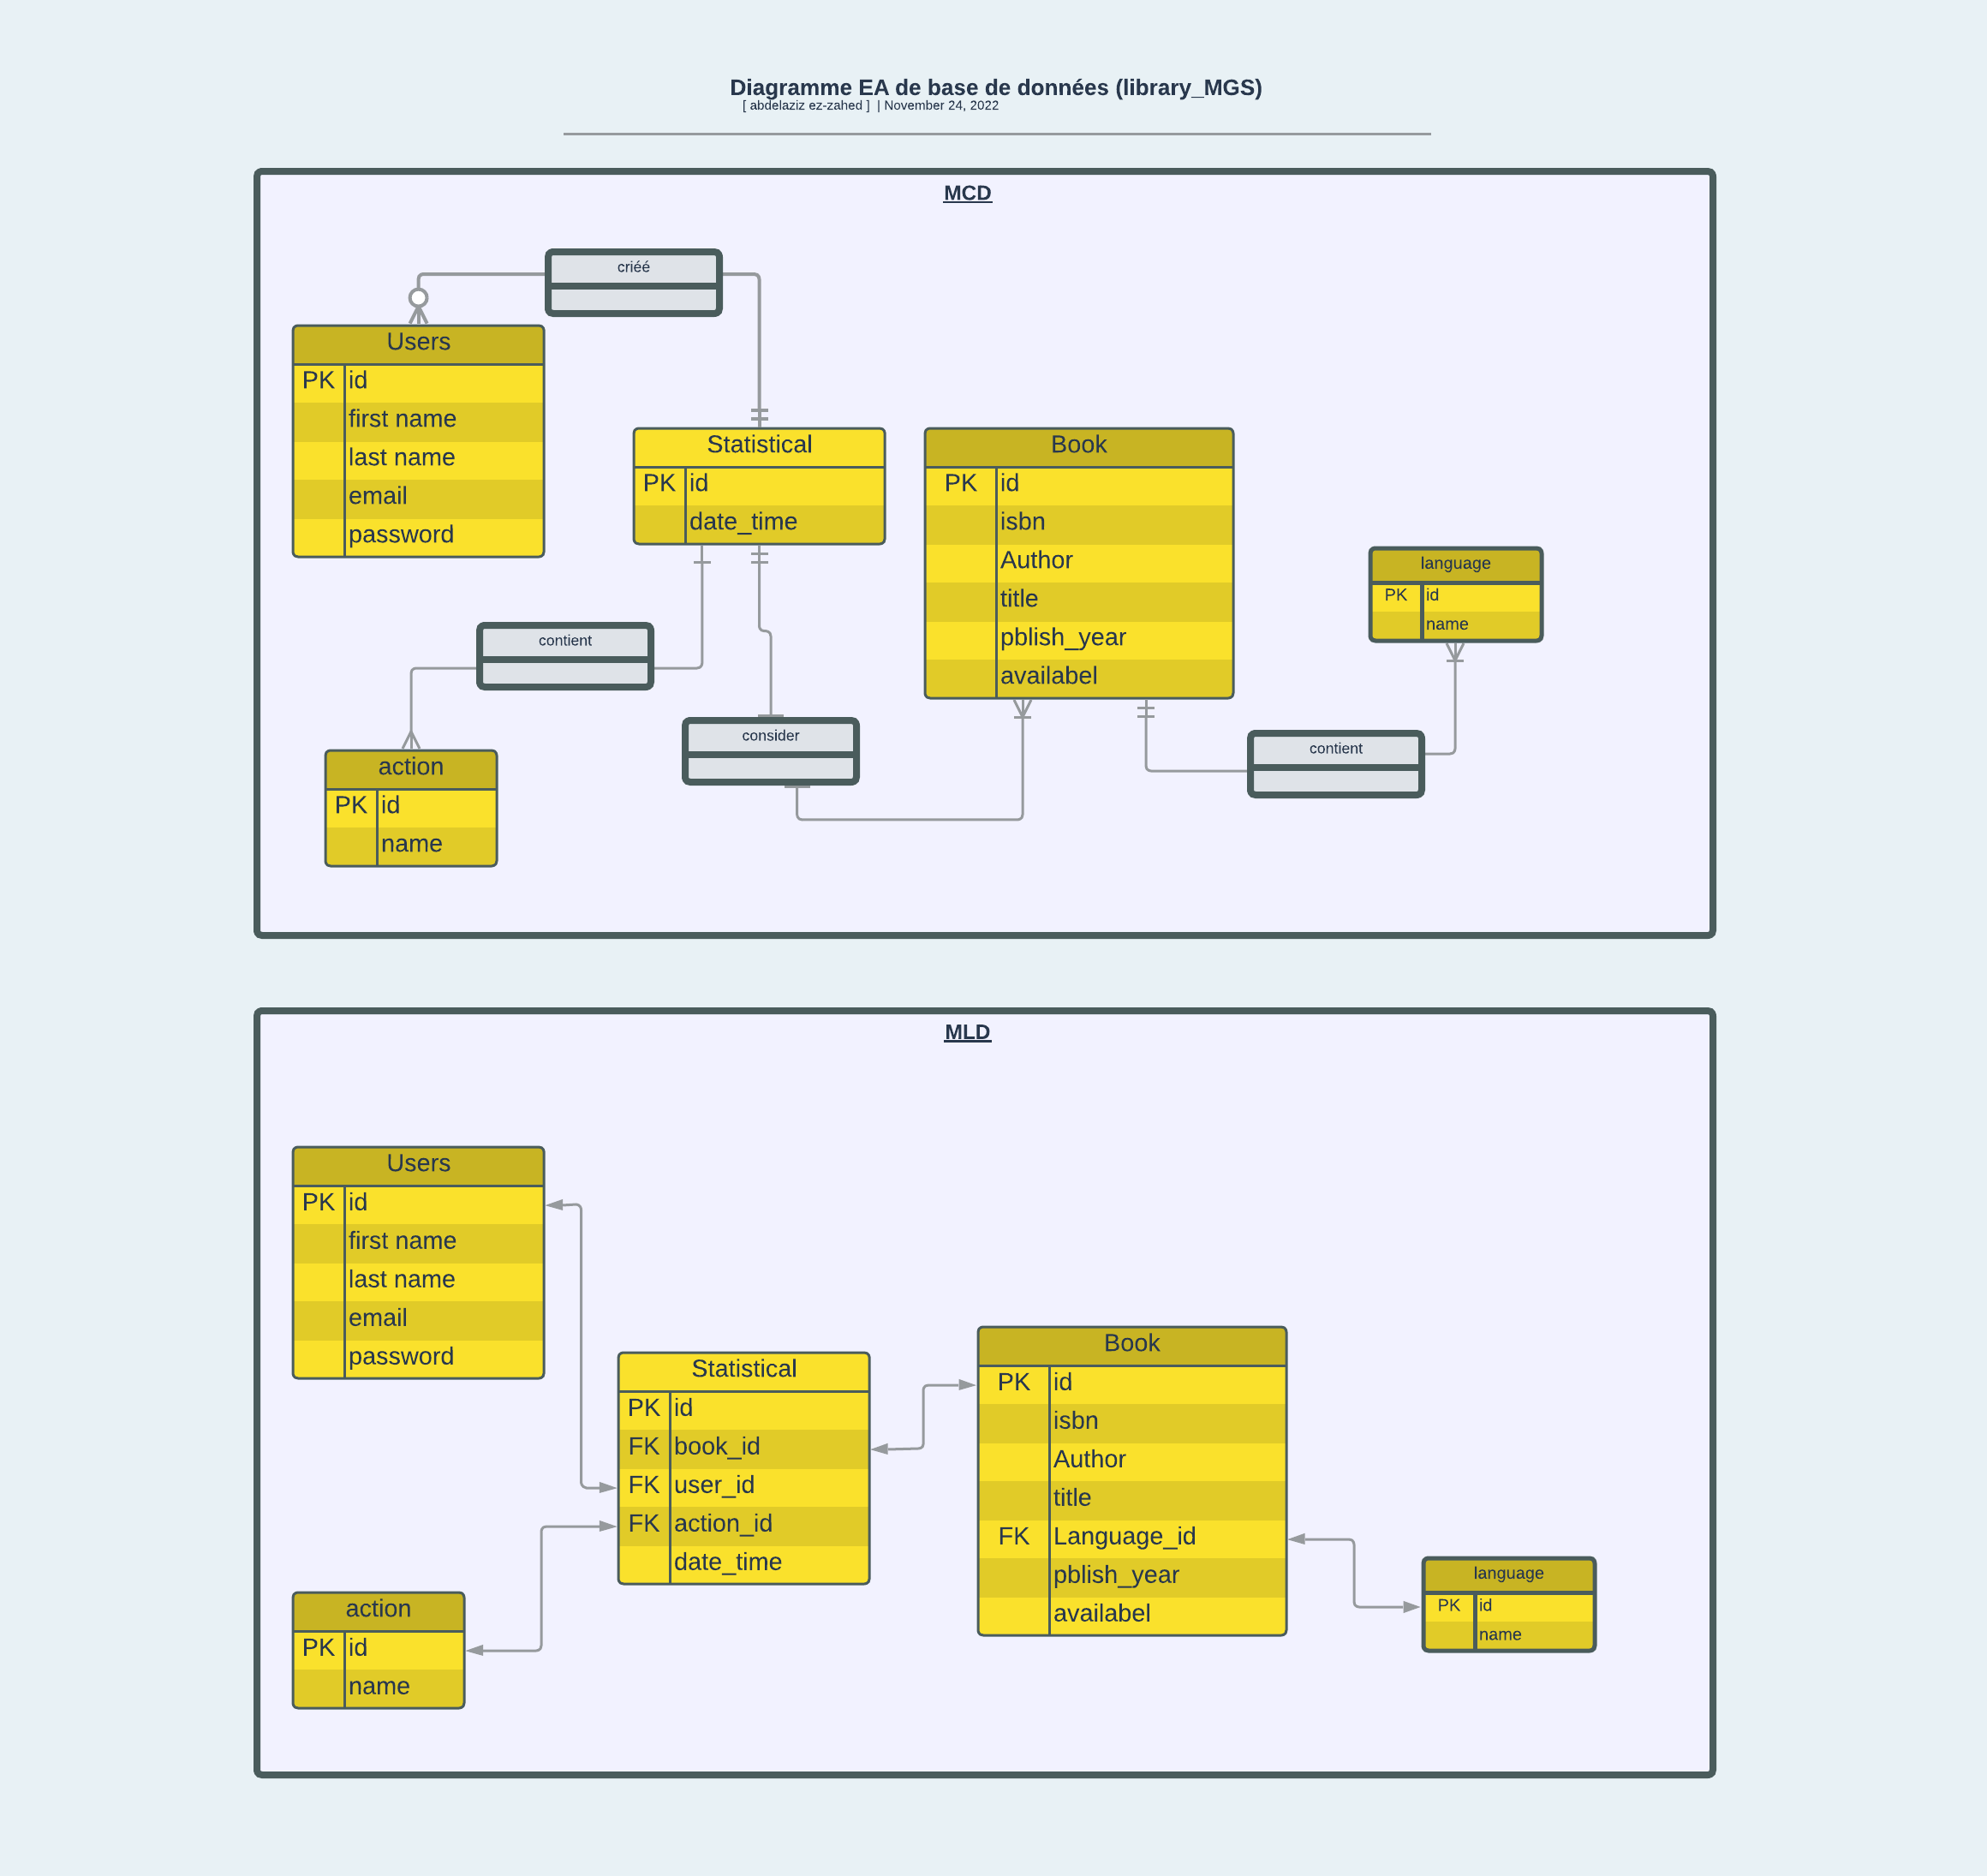 Diagramme EA de base de données (library_MGS)
[ abdelaziz ez-zahed ]  | November 24, 2022
MCD
criéé
Users
PK id
first name
last name
email
password
Statistical
PK id
date_time
Book
PK id
isbn
Author
title
pblish_year
availabel
language
PK id
name
contient
consider
contient
action
PK id
name
MLD
Users
PK id
first name
last name
email
password
Statistical
PK id
FK book_id
FK user_id
FK action_id
date_time
Book
PK id
isbn
Author
title
FK Language_id
pblish_year
availabel
language
PK id
name
action
PK id
name